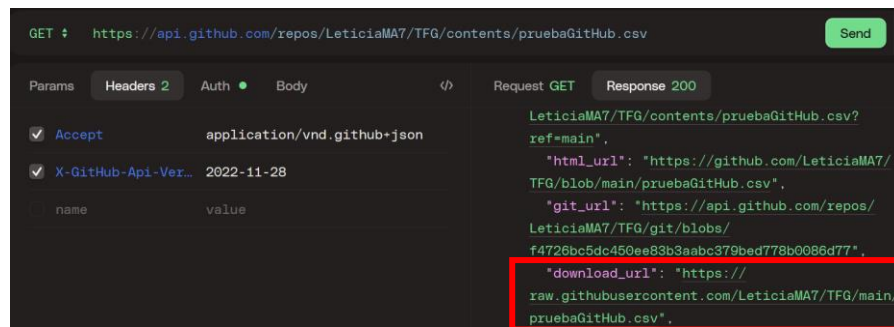 GET https://api.github.com/repos/LeticiaMA7/TFG/contents/pruebaGitHub.csv Send
Params Headers 2 Auth Body </> Request GET Response 200
Accept application/vnd.github+json
X-GitHub-Api-Ver… 2022-11-28
name value
LeticiaMA7/TFG/contents/pruebaGitHub.csv?
ref=main",
"html_url": "https://github.com/LeticiaMA7/
TFG/blob/main/pruebaGitHub.csv",
"git_url": "https://api.github.com/repos/
LeticiaMA7/TFG/git/blobs/
f4726bc5dc450ee83b3aabc379bed778b0086d77",
"download_url": "https://
raw.githubusercontent.com/LeticiaMA7/TFG/main/
pruebaGitHub.csv",